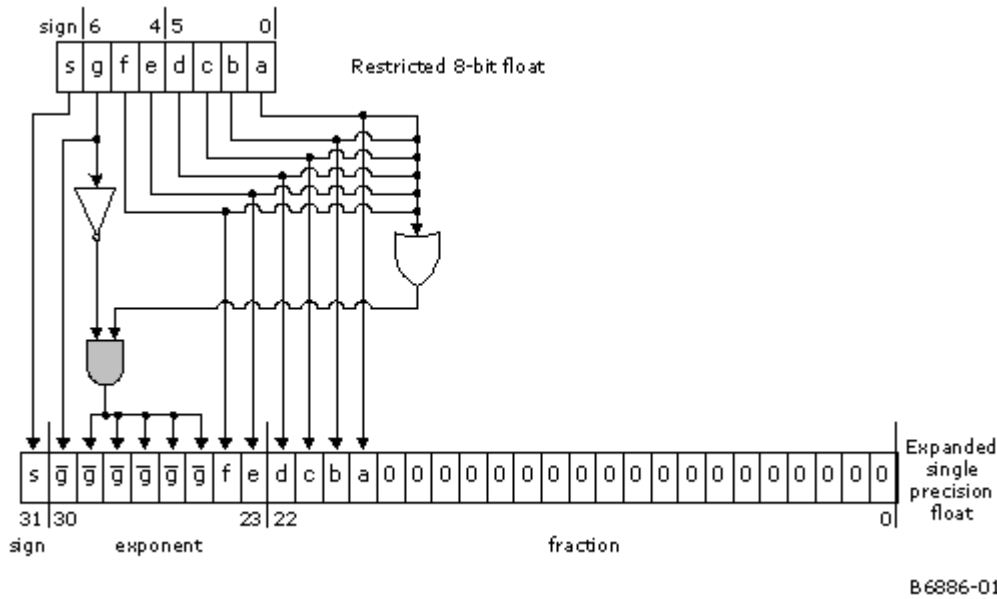 sign 6 4 5 0
s g f e d c b a
Restricted 8-bit float
s g̅ g̅ g̅ g̅ g̅ g̅ f e d c b a 0 0 0 0 0 0 0 0 0 0 0 0 0 0 0 0 0 0 0
Expanded
single
precision
float
31 30 23 22 0
sign exponent fraction
B6886-01